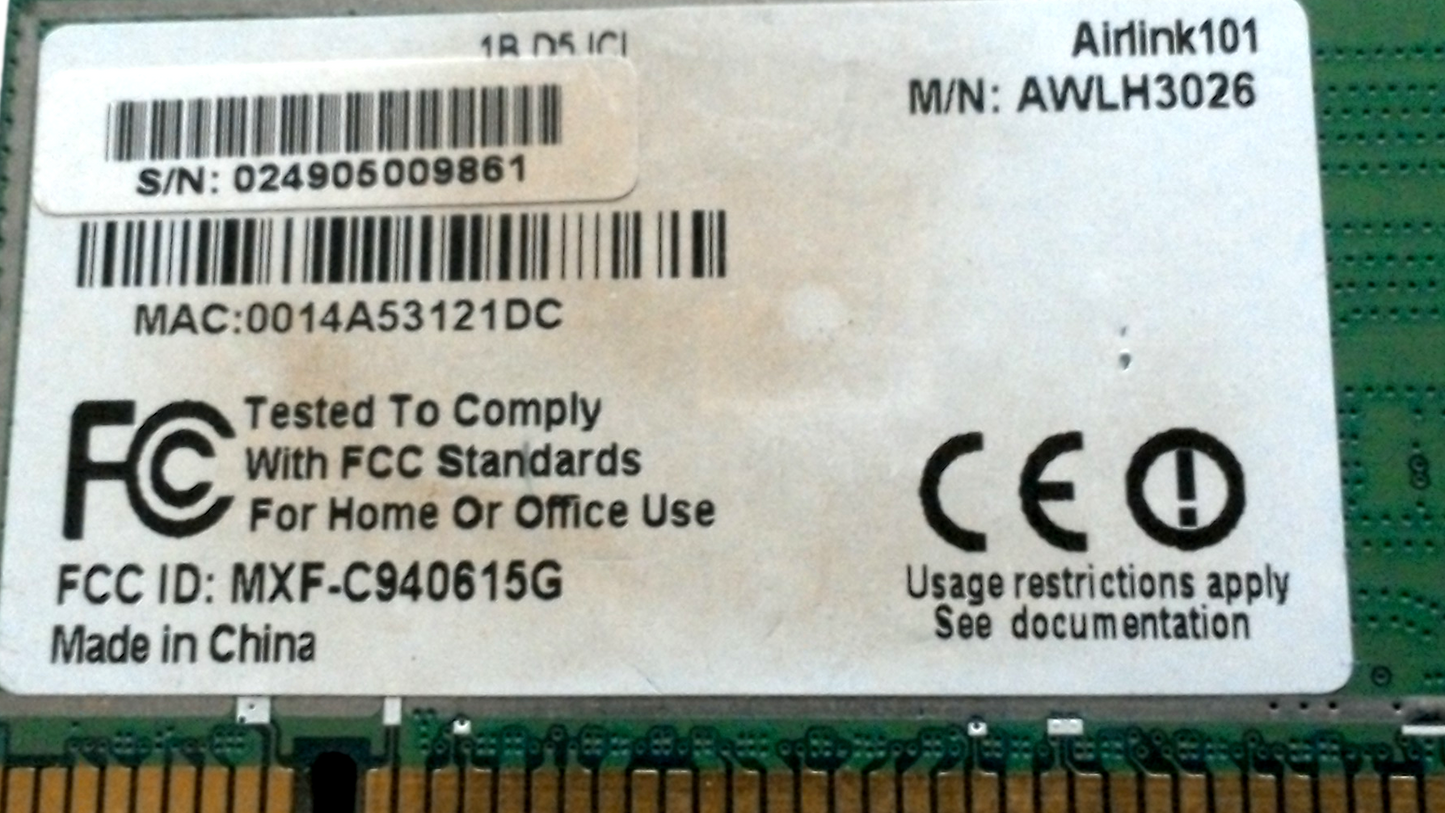 Airlink101
M/N: AWLH3026
S/N: 024905009861
MAC:0014A53121DC
FC Tested To Comply
With FCC Standards
For Home Or Office Use
FCC ID: MXF-C940615G
Made in China
CE
Usage restrictions apply
See documentation